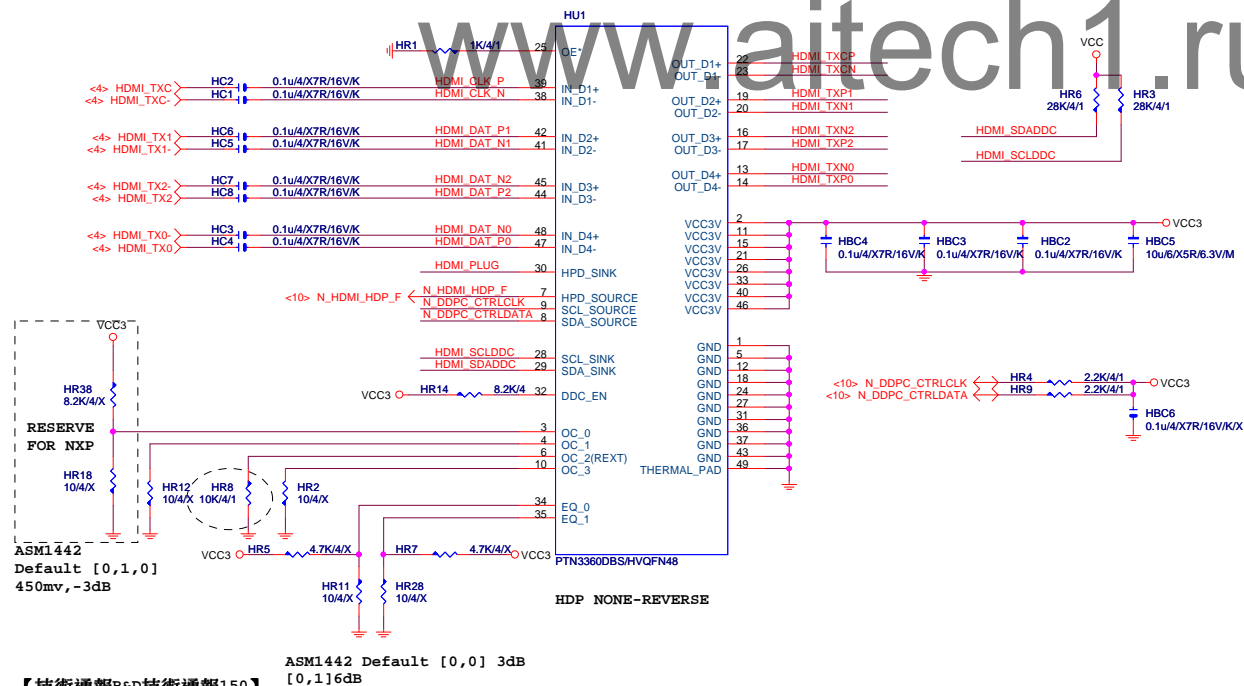 www.aitech1.ru
HU1
HR1 1K/4/1 25 OE*
<4> HDMI_TXC HC2 0.1u/4/X7R/16V/K HDMI_CLK_P 39 IN_D1+
<4> HDMI_TXC- HC1 0.1u/4/X7R/16V/K HDMI_CLK_N 38 IN_D1-
<4> HDMI_TX1 HC6 0.1u/4/X7R/16V/K HDMI_DAT_P1 42 IN_D2+
<4> HDMI_TX1- HC5 0.1u/4/X7R/16V/K HDMI_DAT_N1 41 IN_D2-
<4> HDMI_TX2- HC7 0.1u/4/X7R/16V/K HDMI_DAT_N2 45 IN_D3+
<4> HDMI_TX2 HC8 0.1u/4/X7R/16V/K HDMI_DAT_P2 44 IN_D3-
<4> HDMI_TX0- HC3 0.1u/4/X7R/16V/K HDMI_DAT_N0 48 IN_D4+
<4> HDMI_TX0 HC4 0.1u/4/X7R/16V/K HDMI_DAT_P0 47 IN_D4-
HDMI_PLUG 30 HPD_SINK
<10> N_HDMI_HDP_F N_HDMI_HDP_F 7 HPD_SOURCE
N_DDPC_CTRLCLK 9 SCL_SOURCE
N_DDPC_CTRLDATA 8 SDA_SOURCE
HDMI_SCLDDC 28 SCL_SINK
HDMI_SDADDC 29 SDA_SINK
VCC3 HR14 8.2K/4 32 DDC_EN
3 OC_0
4 OC_1
6 OC_2(REXT)
10 OC_3
34 EQ_0
35 EQ_1
OUT_D1+ 22 HDMI_TXCP
OUT_D1- 23 HDMI_TXCN
OUT_D2+ 19 HDMI_TXP1
OUT_D2- 20 HDMI_TXN1
OUT_D3+ 16 HDMI_TXN2
OUT_D3- 17 HDMI_TXP2
OUT_D4+ 13 HDMI_TXN0
OUT_D4- 14 HDMI_TXP0
VCC3V 2
VCC3V 11
VCC3V 15
VCC3V 21
VCC3V 26
VCC3V 33
VCC3V 40
VCC3V 46
GND 1
GND 5
GND 12
GND 18
GND 24
GND 27
GND 31
GND 36
GND 37
GND 43
THERMAL_PAD 49
PTN3360DBS/HVQFN48
HDP NONE-REVERSE
VCC
HR6 28K/4/1
HR3 28K/4/1
HDMI_SDADDC
HDMI_SCLDDC
VCC3
HBC4 0.1u/4/X7R/16V/K
HBC3 0.1u/4/X7R/16V/K
HBC2 0.1u/4/X7R/16V/K
HBC5 10u/6/X5R/6.3V/M
<10> N_DDPC_CTRLCLK HR4 2.2K/4/1 VCC3
<10> N_DDPC_CTRLDATA HR9 2.2K/4/1
HBC6 0.1u/4/X7R/16V/K/X
VCC3
HR38
8.2K/4/X
RESERVE
FOR NXP
HR18
10/4/X
HR12
10/4/X
HR8
10K/4/1
HR2
10/4/X
ASM1442
Default [0,1,0]
450mv,-3dB
VCC3 HR5 4.7K/4/X
HR7 4.7K/4/X VCC3
HR11
10/4/X
HR28
10/4/X
ASM1442 Default [0,0] 3dB
[0,1]6dB
【技術通報R&D技術通報150】